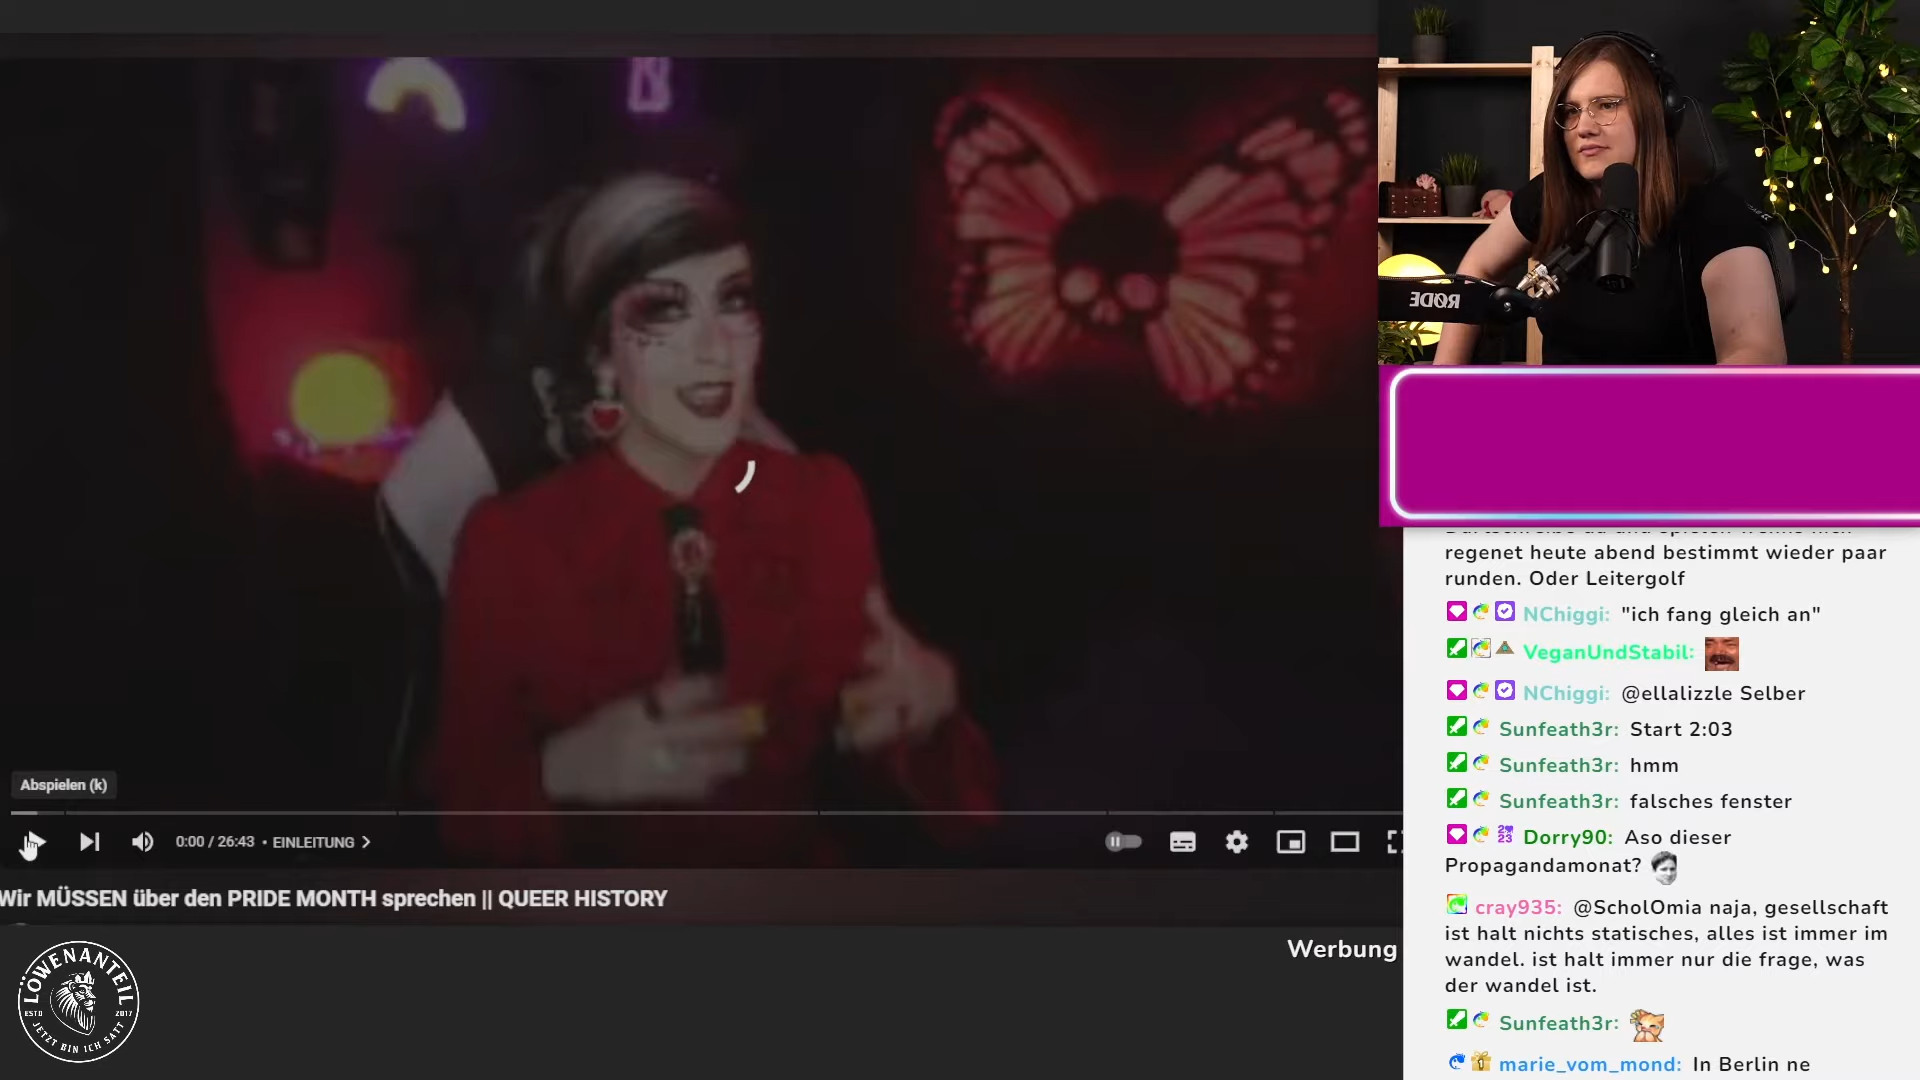 RØDE
regenet heute abend bestimmt wieder paar
runden. Oder Leitergolf
NChiggi: "ich fang gleich an"
VeganUndStabil:
NChiggi: @ellalizzle Selber
Sunfeath3r: Start 2:03
Sunfeath3r: hmm
Sunfeath3r: falsches fenster
Dorry90: Aso dieser
Propagandamonat?
cray935: @ScholOmia naja, gesellschaft
ist halt nichts statisches, alles ist immer im
wandel. ist halt immer nur die frage, was
der wandel ist.
Sunfeath3r:
marie_vom_mond: In Berlin ne
Abspielen (k)
0:00 / 26:43 • EINLEITUNG
Wir MÜSSEN über den PRIDE MONTH sprechen || QUEER HISTORY
Werbung
LÖWENANTEIL
ESTD 2017
JETZT BIN ICH SATT